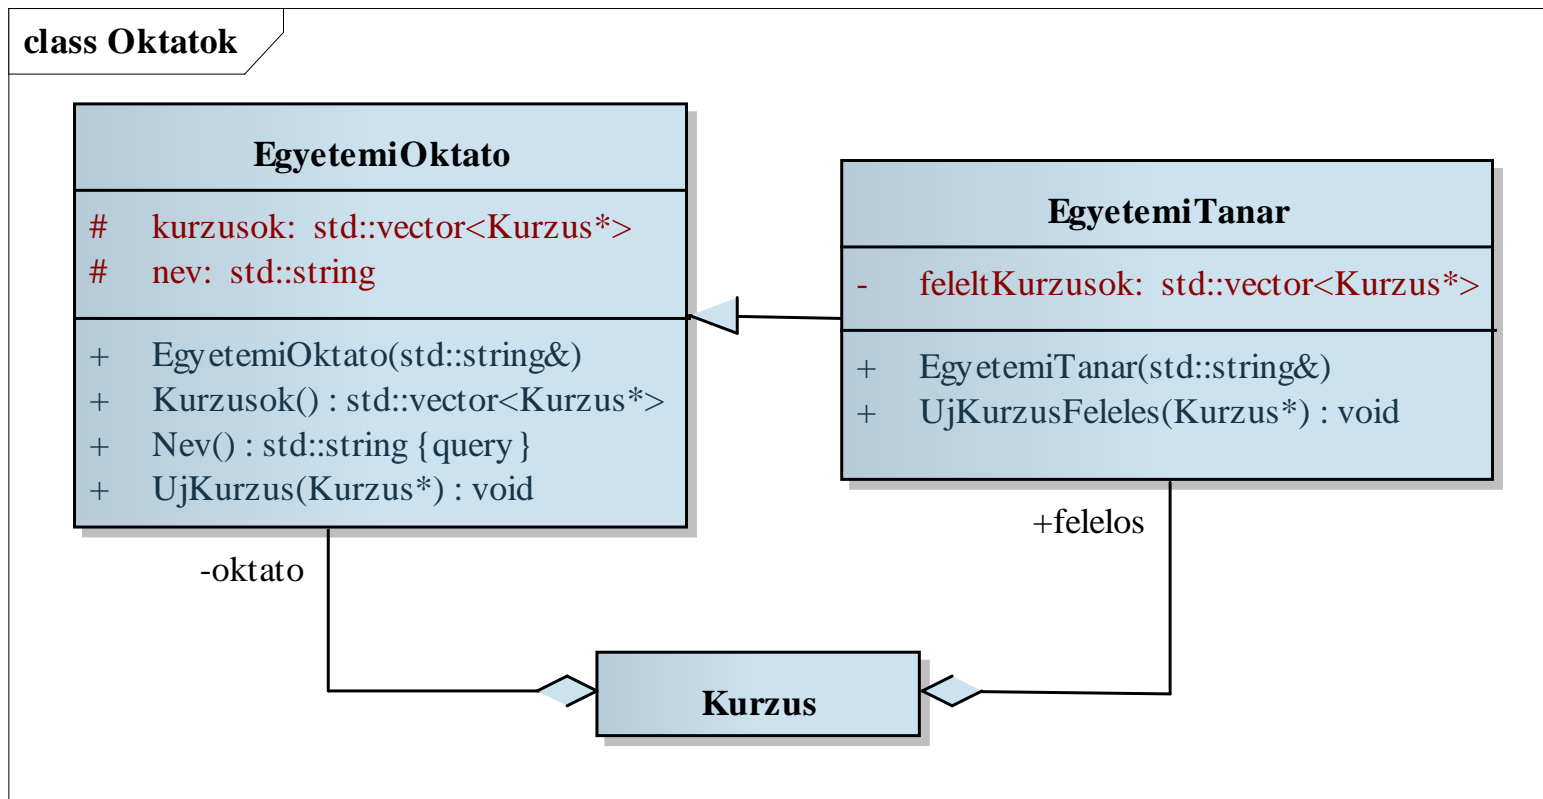 class Oktatok
EgyetemiOktato
# kurzusok: std::vector<Kurzus*>
# nev: std::string
+ EgyetemiOktato(std::string&)
+ Kurzusok() : std::vector<Kurzus*>
+ Nev() : std::string {query}
+ UjKurzus(Kurzus*) : void
EgyetemiTanar
- feleltKurzusok: std::vector<Kurzus*>
+ EgyetemiTanar(std::string&)
+ UjKurzusFeleles(Kurzus*) : void
-oktato
+felelos
Kurzus